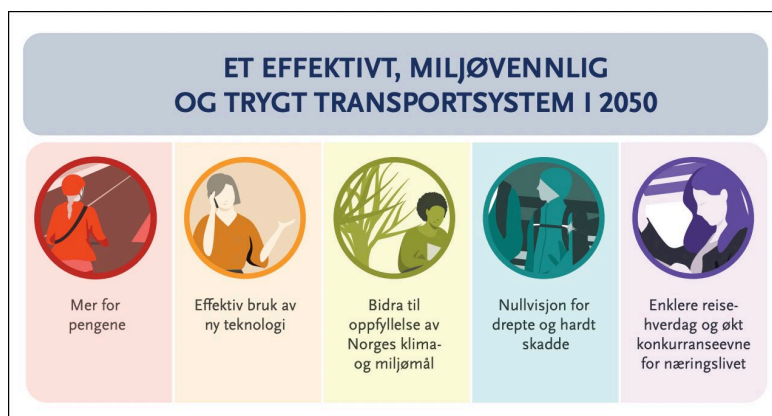 ET EFFEKTIVT, MILJØVENNLIG
OG TRYGT TRANSPORTSYSTEM I 2050
Mer for
pengene
Effektiv bruk av
ny teknologi
Bidra til
oppfyllelse av
Norges klima-
og miljømål
Nullvisjon for
drepte og hardt
skadde
Enklere reise-
hverdag og økt
konkurranseevne
for næringslivet